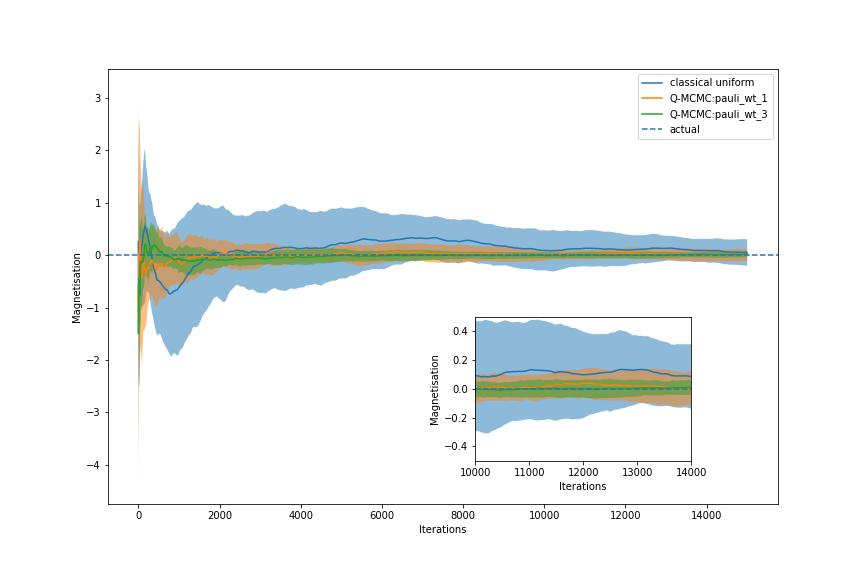 classical uniform
Q-MCMC:pauli_wt_1
Q-MCMC:pauli_wt_3
actual
3
2
1
0
−1
−2
−3
−4
Magnetisation
0.4
0.2
0.0
−0.2
−0.4
Magnetisation
10000 11000 12000 13000 14000
Iterations
0 2000 4000 6000 8000 10000 12000 14000
Iterations